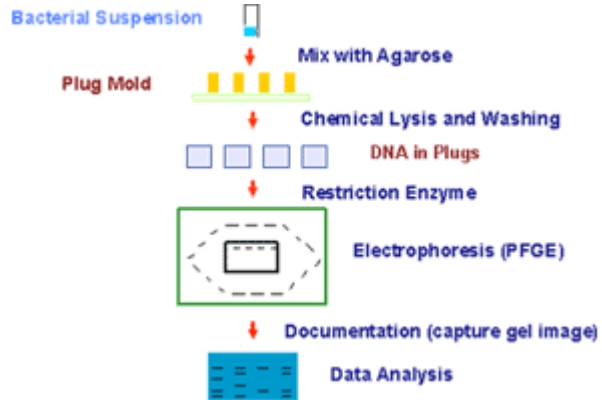 Bacterial Suspension
Mix with Agarose
Plug Mold
Chemical Lysis and Washing
DNA in Plugs
Restriction Enzyme
Electrophoresis (PFGE)
Documentation (capture gel image)
Data Analysis